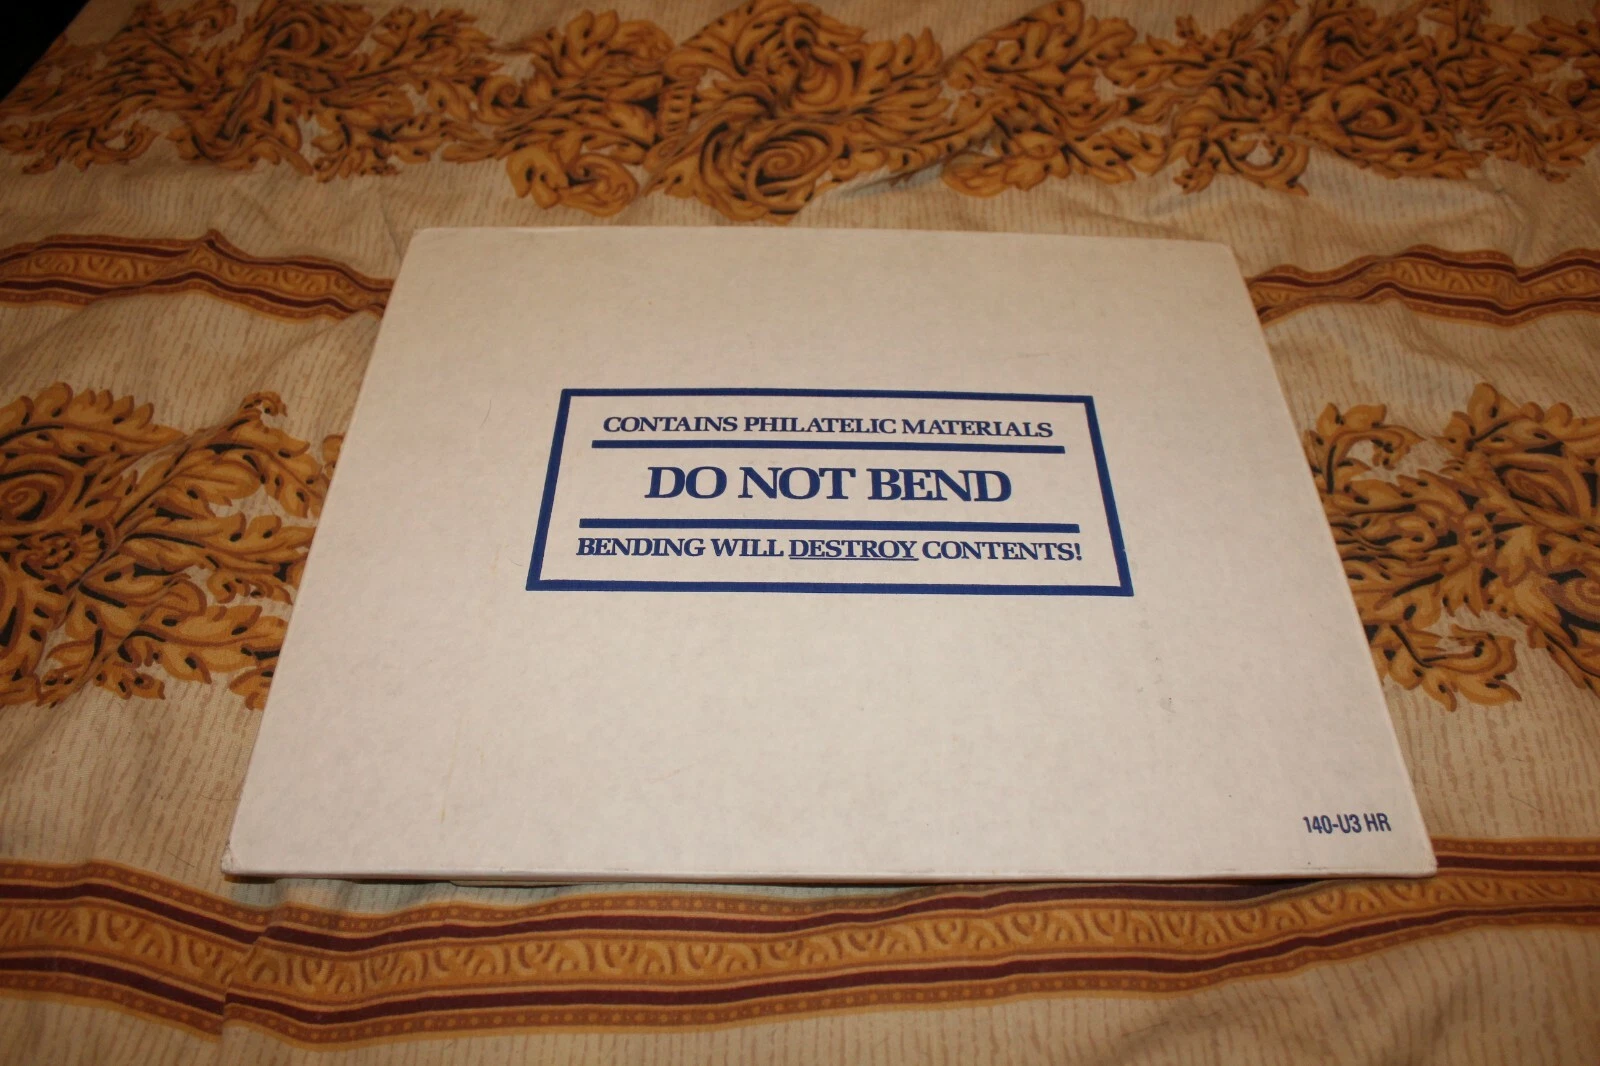 CONTAINS PHILATELIC MATERIALS
DO NOT BEND
BENDING WILL DESTROY CONTENTS!
140-U3 HR